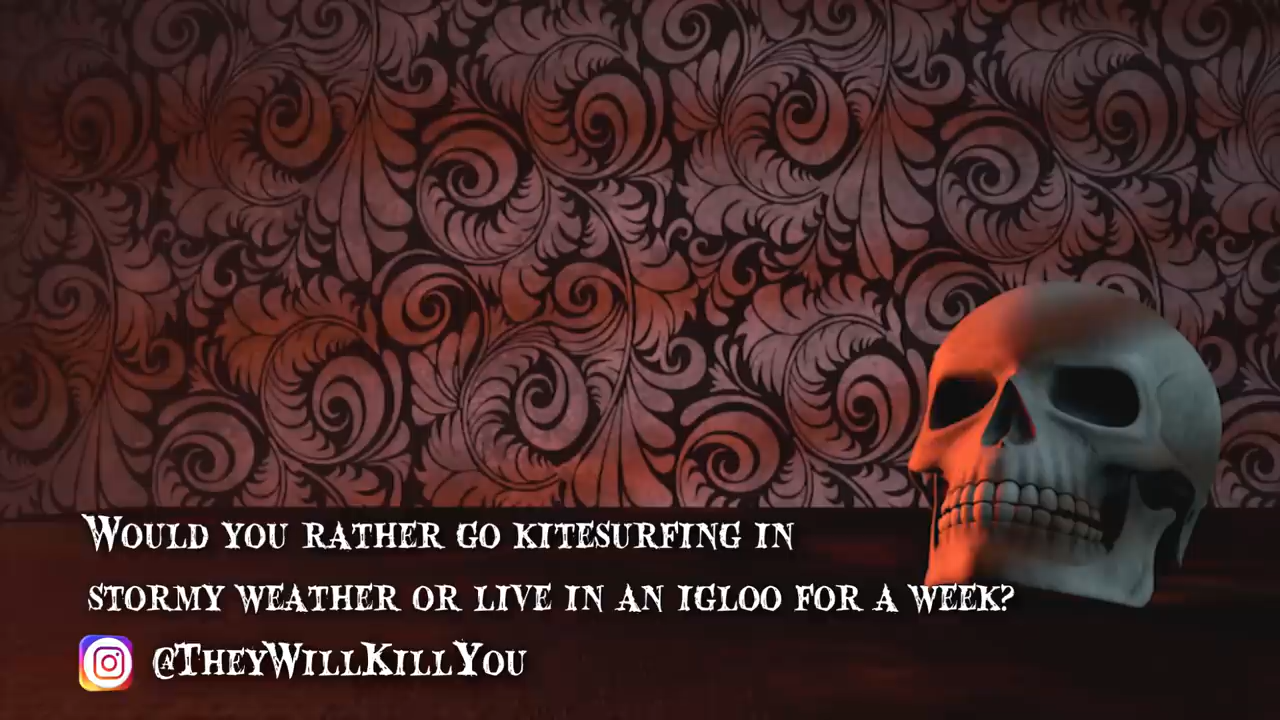 Would you rather go kitesurfing in
stormy weather or live in an igloo for a week?
@TheyWillKillYou